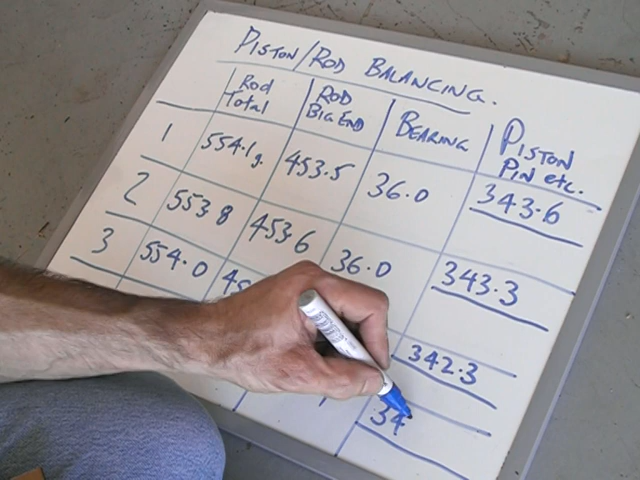 PISTON/ROD BALANCING.
Rod Total
ROD BIG END
BEARING
PISTON PIN etc.
1 554.1g. 453.5 36.0 343.6
2 553.8 453.6 36.0 343.3
3 554.0 45 342.3
34